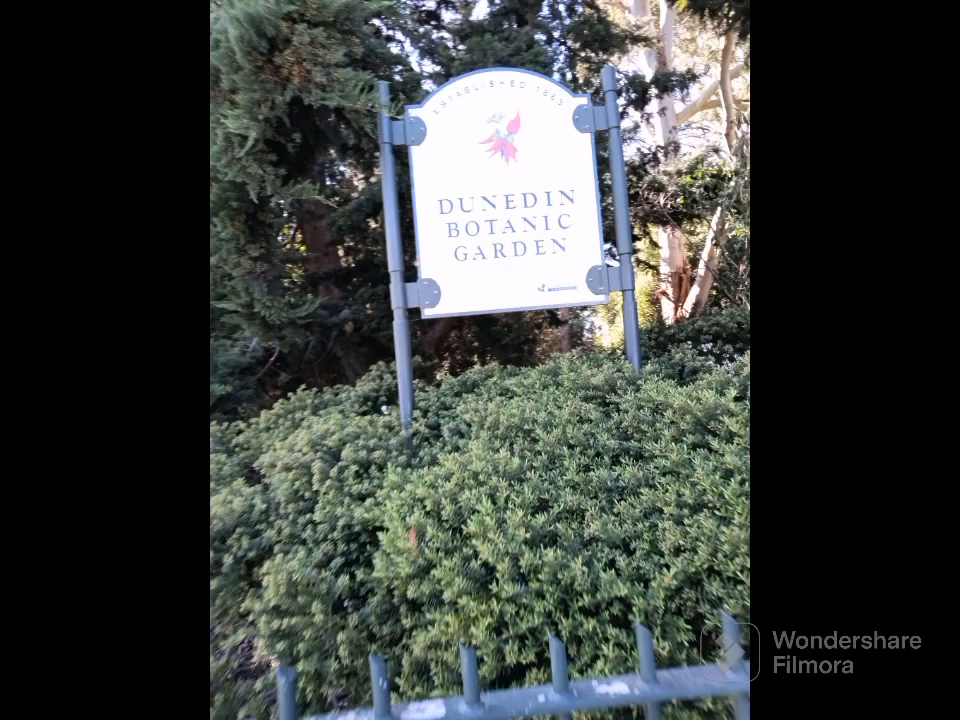 ESTABLISHED 1863
DUNEDIN
BOTANIC
GARDEN
Wondershare
Filmora